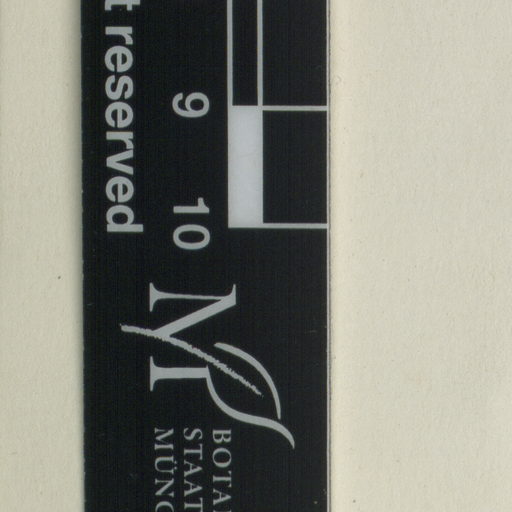 t reserved
9 10
M
BOTA
STAAT
MÜNC